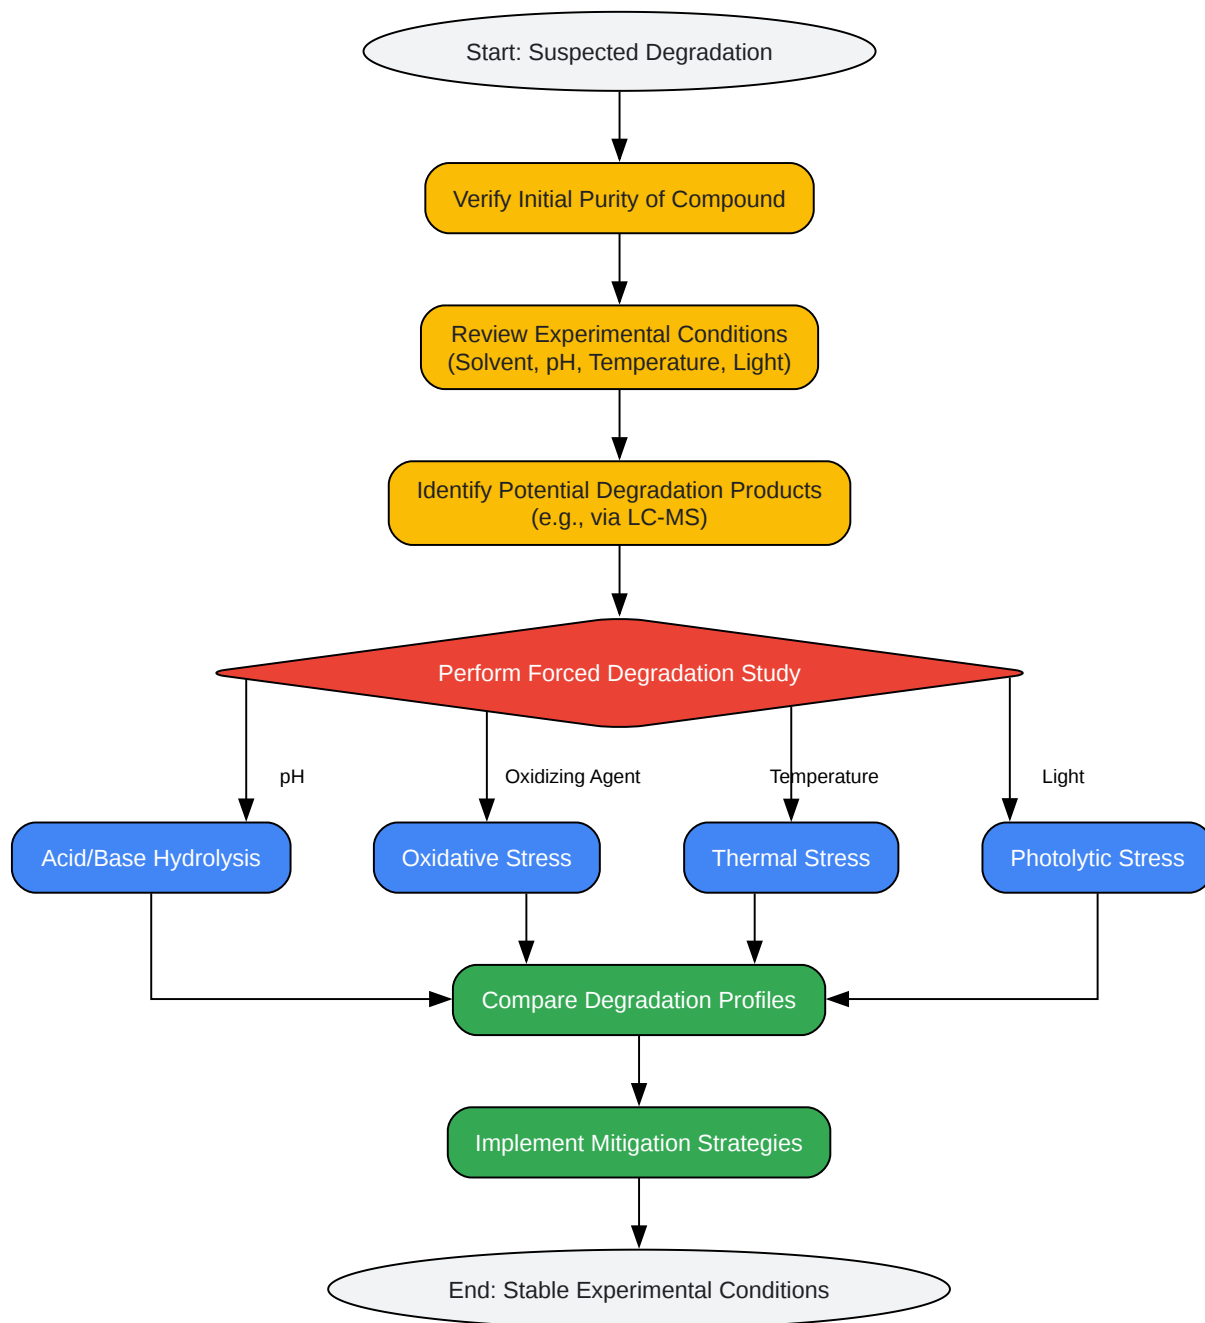 Start: Suspected Degradation
Verify Initial Purity of Compound
Review Experimental Conditions
(Solvent, pH, Temperature, Light)
Identify Potential Degradation Products
(e.g., via LC-MS)
Perform Forced Degradation Study
pH
Oxidizing Agent
Temperature
Light
Acid/Base Hydrolysis
Oxidative Stress
Thermal Stress
Photolytic Stress
Compare Degradation Profiles
Implement Mitigation Strategies
End: Stable Experimental Conditions